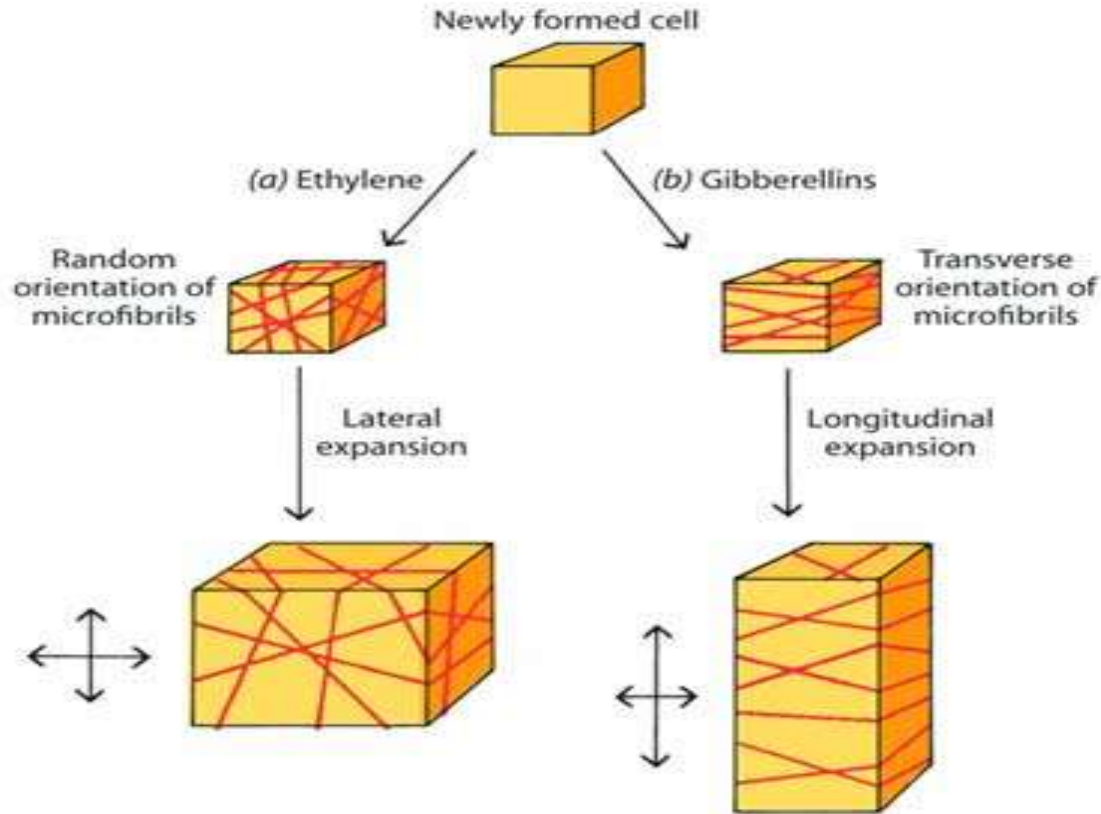 Newly formed cell
(a) Ethylene
(b) Gibberellins
Random
orientation of
microfibrils
Transverse
orientation of
microfibrils
Lateral
expansion
Longitudinal
expansion